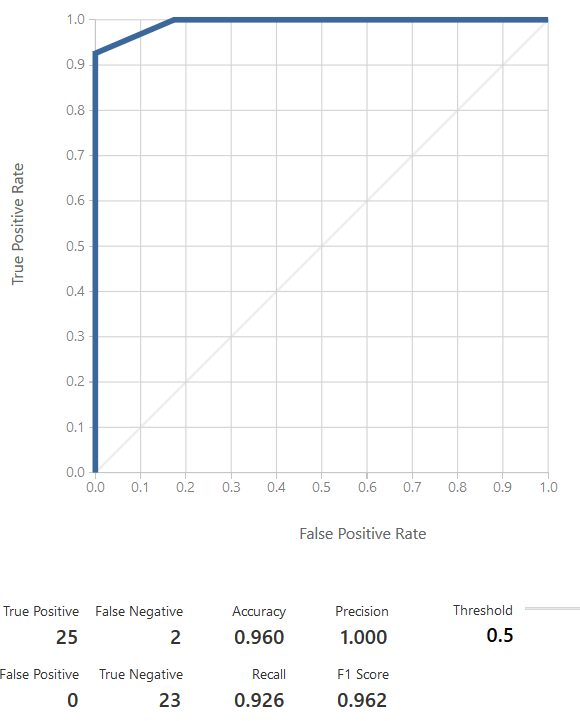 1.0
0.9
0.8
0.7
0.6
0.5
0.4
0.3
0.2
0.1
0.0
True Positive Rate
0.0 0.1 0.2 0.3 0.4 0.5 0.6 0.7 0.8 0.9 1.0
False Positive Rate
True Positive False Negative Accuracy Precision Threshold
25 2 0.960 1.000 0.5
False Positive True Negative Recall F1 Score
0 23 0.926 0.962